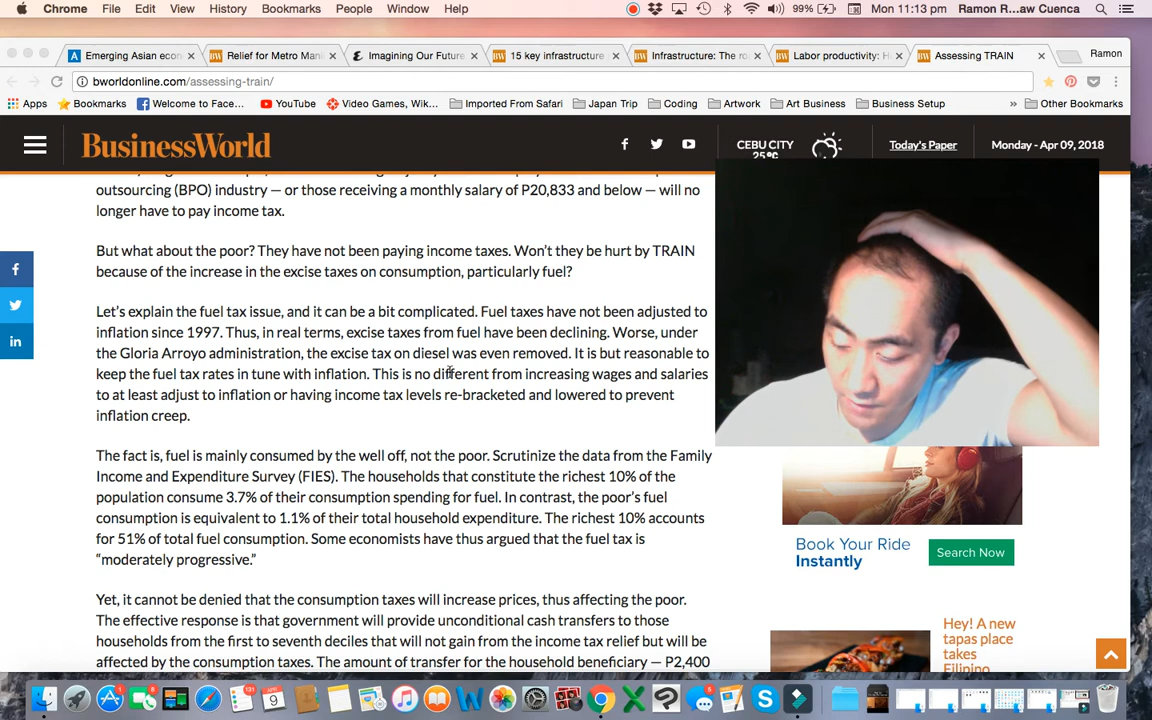 Chrome File Edit View History Bookmarks People Window Help 99% Mon 11:13 pm Ramon R...aw Cuenca
Emerging Asian econ
Relief for Metro Man
Imagining Our Future
15 key infrastructure
Infrastructure: The ro
Labor productivity: H
Assessing TRAIN
Ramon
bworldonline.com/assessing-train/
Apps Bookmarks Welcome to Face... YouTube Video Games, Wik... Imported From Safari Japan Trip Coding Artwork Art Business Business Setup » Other Bookmarks
BusinessWorld
CEBU CITY
25°C
Today's Paper
Monday - Apr 09, 2018
outsourcing (BPO) industry — or those receiving a monthly salary of P20,833 and below — will no
longer have to pay income tax.
But what about the poor? They have not been paying income taxes. Won't they be hurt by TRAIN
because of the increase in the excise taxes on consumption, particularly fuel?
Let's explain the fuel tax issue, and it can be a bit complicated. Fuel taxes have not been adjusted to
inflation since 1997. Thus, in real terms, excise taxes from fuel have been declining. Worse, under
the Gloria Arroyo administration, the excise tax on diesel was even removed. It is but reasonable to
keep the fuel tax rates in tune with inflation. This is no different from increasing wages and salaries
to at least adjust to inflation or having income tax levels re-bracketed and lowered to prevent
inflation creep.
The fact is, fuel is mainly consumed by the well off, not the poor. Scrutinize the data from the Family
Income and Expenditure Survey (FIES). The households that constitute the richest 10% of the
population consume 3.7% of their consumption spending for fuel. In contrast, the poor's fuel
consumption is equivalent to 1.1% of their total household expenditure. The richest 10% accounts
for 51% of total fuel consumption. Some economists have thus argued that the fuel tax is
“moderately progressive.”
Yet, it cannot be denied that the consumption taxes will increase prices, thus affecting the poor.
The effective response is that government will provide unconditional cash transfers to those
households from the first to seventh deciles that will not gain from the income tax relief but will be
affected by the consumption taxes. The amount of transfer for the household beneficiary — P2,400
Book Your Ride
Instantly
Search Now
Hey! A new
tapas place
takes
Filipino